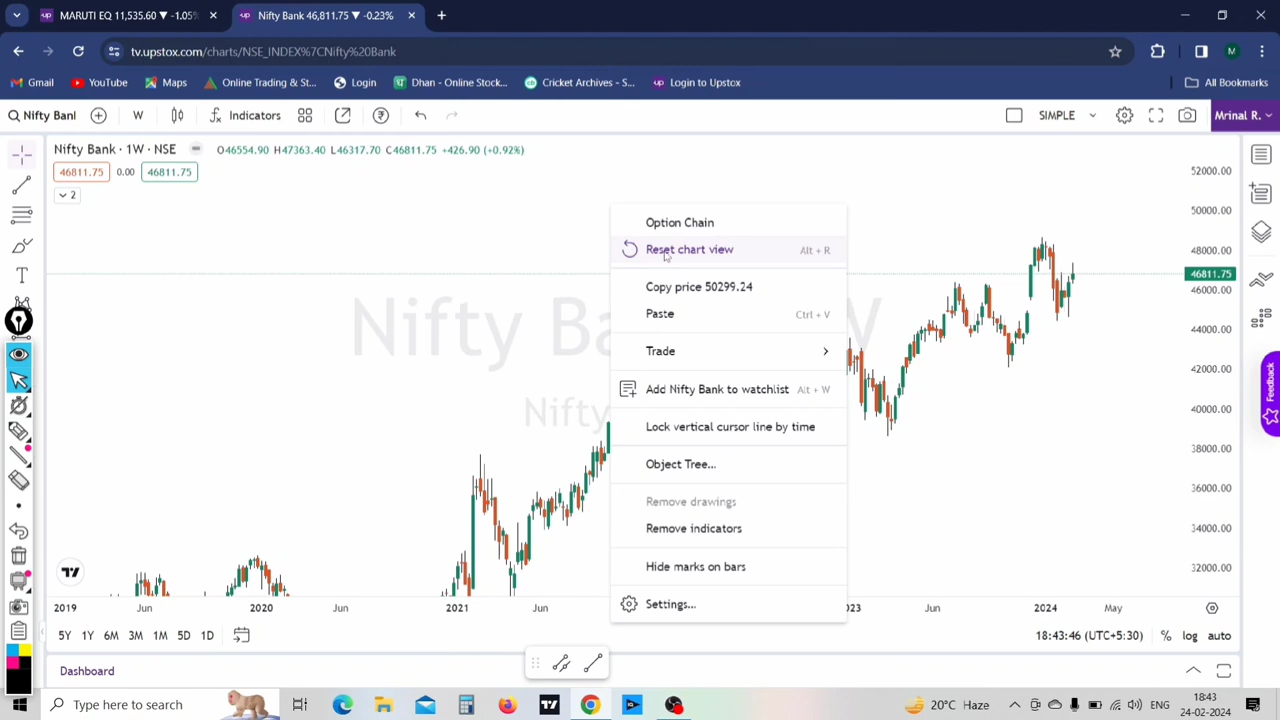 MARUTI EQ 11,535.60 ▼ -1.05%
Nifty Bank 46,811.75 ▼ -0.23%
tv.upstox.com/charts/NSE_INDEX%7CNifty%20Bank
Gmail
YouTube
Maps
Online Trading & St...
Login
Dhan - Online Stock...
Cricket Archives - S...
Login to Upstox
All Bookmarks
Nifty Banl
W
Indicators
SIMPLE
Mrinal R.
Nifty Bank · 1W · NSE
O46554.90 H47363.40 L46317.70 C46811.75 +426.90 (+0.92%)
46811.75
0.00
46811.75
2
Option Chain
Reset chart view Alt + R
Copy price 50299.24
Paste Ctrl + V
Trade
Add Nifty Bank to watchlist Alt + W
Lock vertical cursor line by time
Object Tree...
Remove drawings
Remove indicators
Hide marks on bars
Settings...
52000.00
50000.00
48000.00
46811.75
46000.00
44000.00
42000.00
40000.00
38000.00
36000.00
34000.00
32000.00
Feedback
2019 Jun 2020 Jun 2021 Jun 023 Jun 2024 May
5Y 1Y 6M 3M 1M 5D 1D
18:43:46 (UTC+5:30) % log auto
Dashboard
Type here to search
20°C Haze
ENG
18:43
24-02-2024